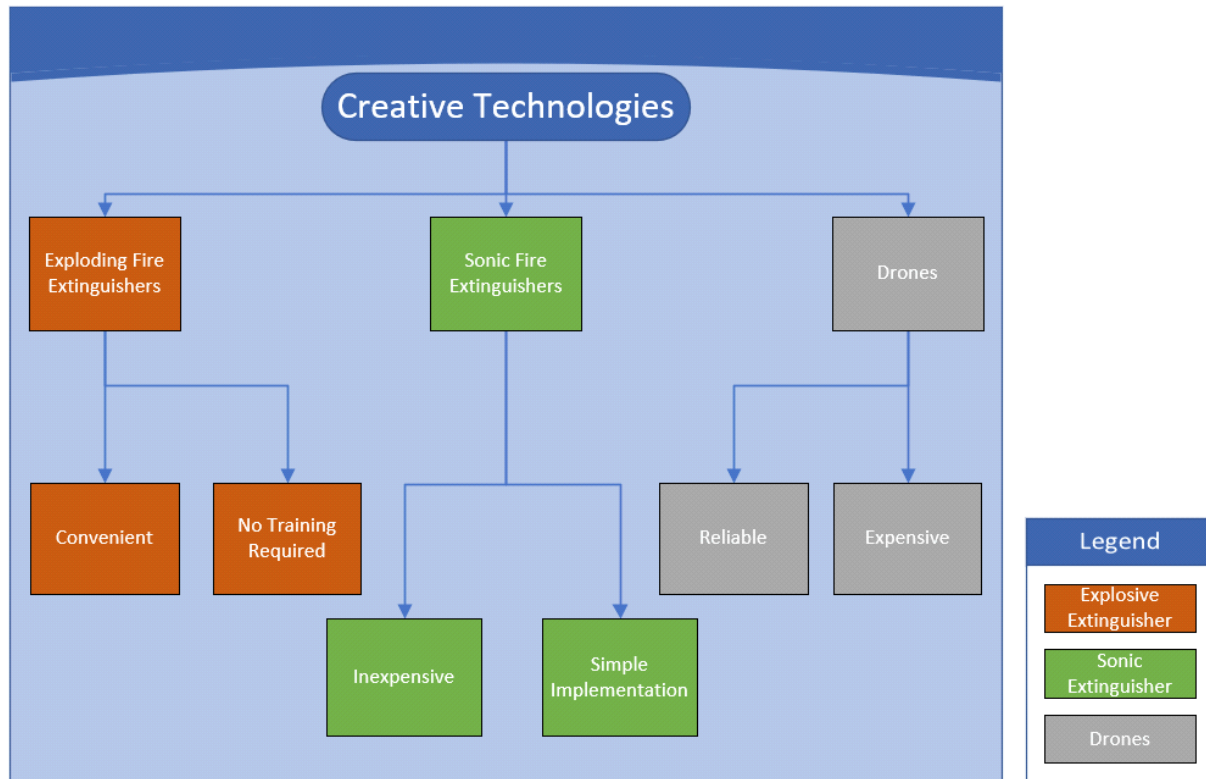 Creative Technologies
Exploding Fire
Extinguishers
Sonic Fire
Extinguishers
Drones
Convenient
No Training
Required
Reliable
Expensive
Inexpensive
Simple
Implementation
Legend
Explosive
Extinguisher
Sonic
Extinguisher
Drones